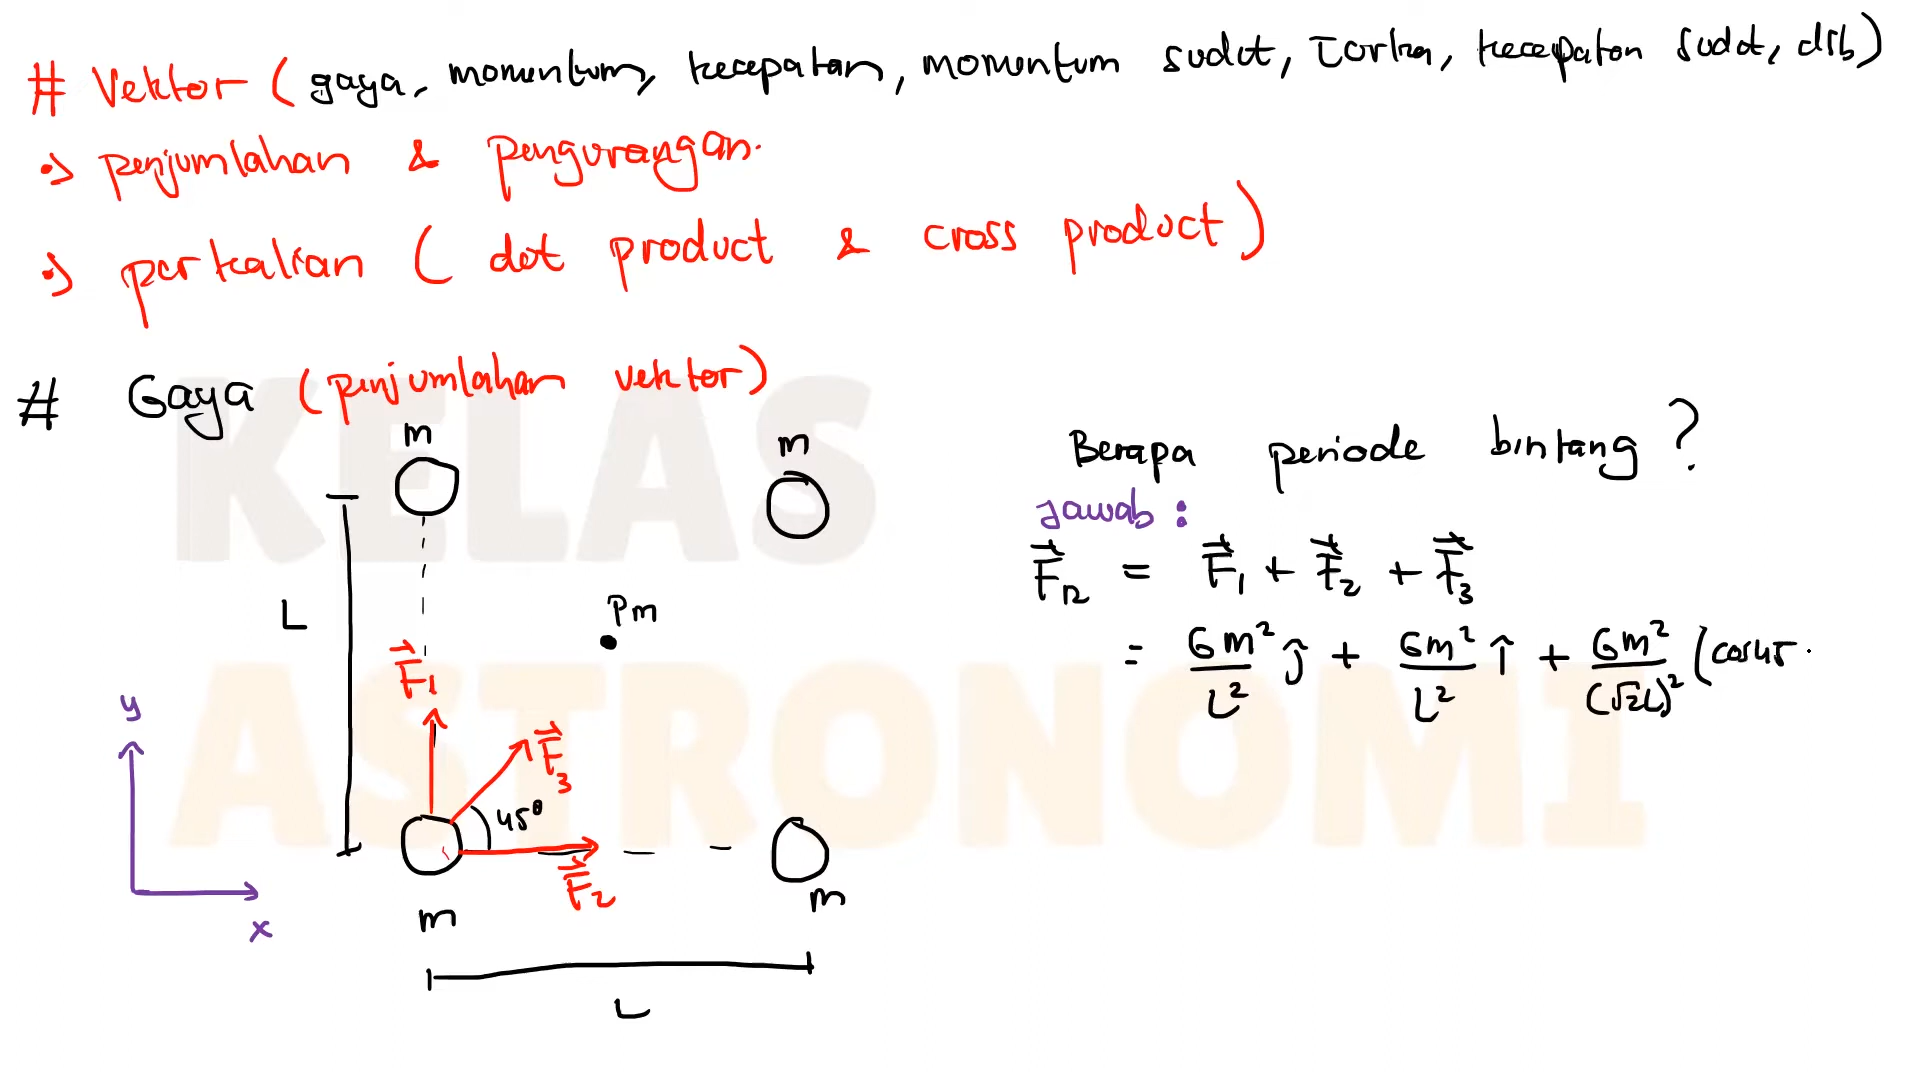 # Vektor (gaya, momentum, kecepatan, momentum sudut, Torka, kecepatan sudut, dsb)
→ penjumlahan & pengurangan.
→ perkalian ( dot product & cross product )
# Gaya (penjumlahan vektor)
KELAS ASTRONOMI
m
m
L
Pm
F⃗₁
F⃗₃
45°
F⃗₂
m
m
L
y
x
Berapa periode bintang ?
Jawab :
F⃗R = F⃗₁ + F⃗₂ + F⃗₃
= Gm²/L² ĵ + Gm²/L² î + Gm²/(√2L)² (cos45 .